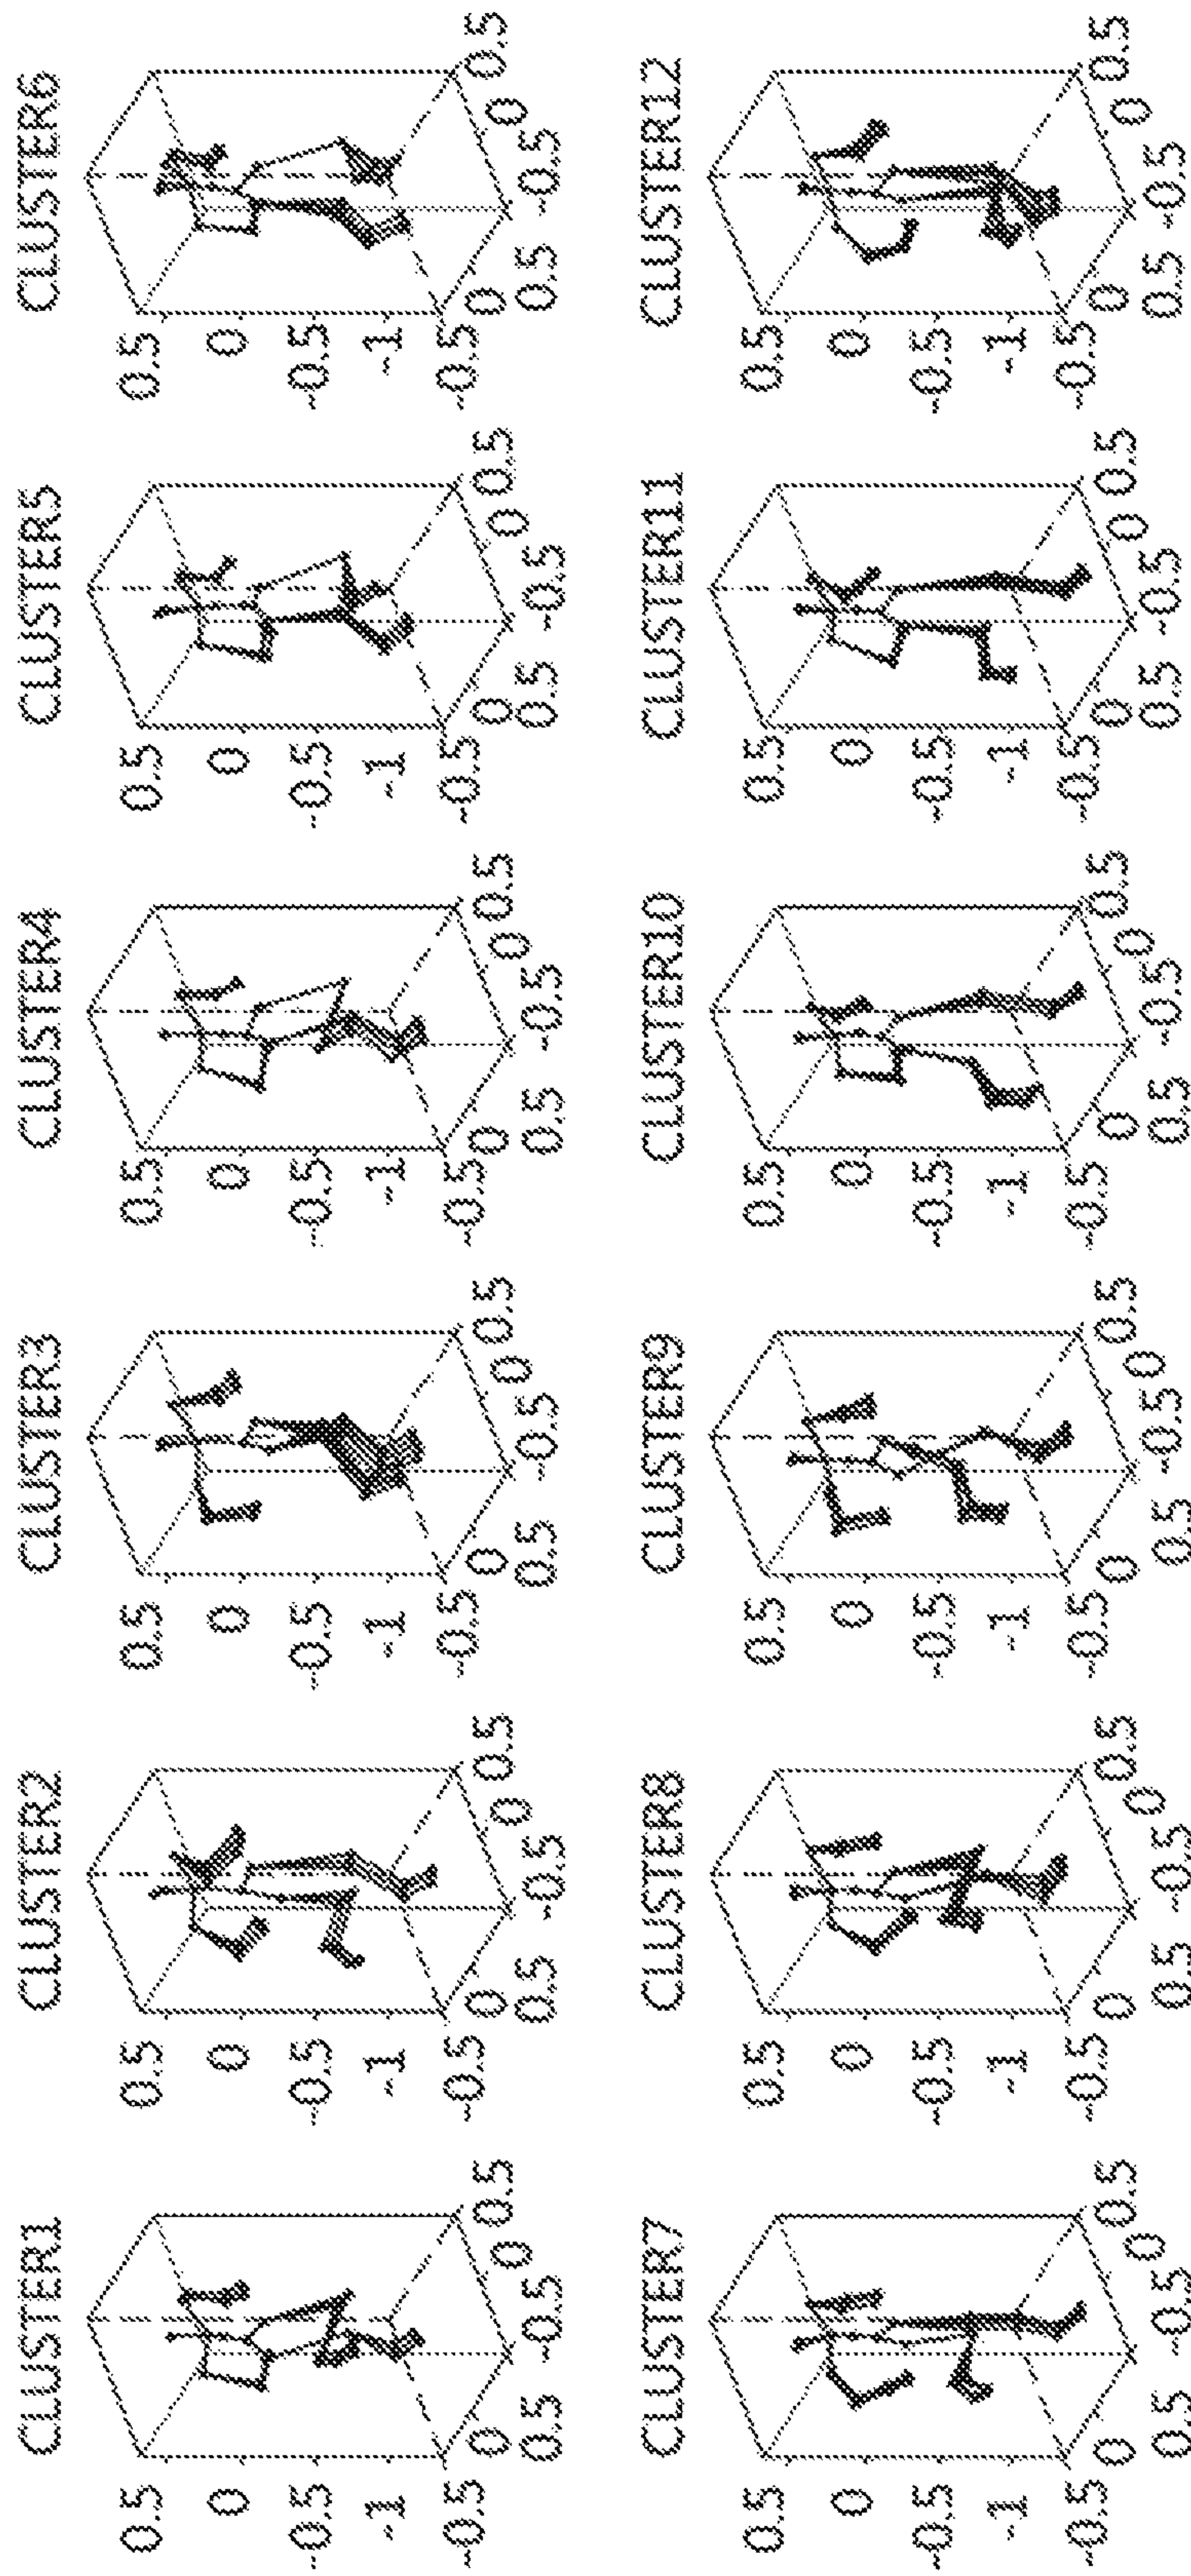 CLUSTER1 CLUSTER2 CLUSTER3 CLUSTER4 CLUSTER5 CLUSTER6
0.5 0.5 0.5 0.5 0.5 0.5
0 0 0 0 0 0
-0.5 -0.5 -0.5 -0.5 -0.5 -0.5
-1 -1 -1 -1 -1 -1
-0.5 0 0 0.5 -0.5 0 0 0.5 -0.5 0 0 0.5 -0.5 0 0 0.5 -0.5 0 0 0.5 -0.5 0 0 0.5
0.5 -0.5 0.5 -0.5 0.5 -0.5 0.5 -0.5 0.5 -0.5 0.5 -0.5
CLUSTER7 CLUSTER8 CLUSTER9 CLUSTER10 CLUSTER11 CLUSTER12
0.5 0.5 0.5 0.5 0.5 0.5
0 0 0 0 0 0
-0.5 -0.5 -0.5 -0.5 -0.5 -0.5
-1 -1 -1 -1 -1 -1
-0.5 0 0 0.5 -0.5 0 0 0.5 -0.5 0 0 0.5 -0.5 0 0 0.5 -0.5 0 0 0.5 -0.5 0 0 0.5
0.5 -0.5 0.5 -0.5 0.5 -0.5 0.5 -0.5 0.5 -0.5 0.5 -0.5